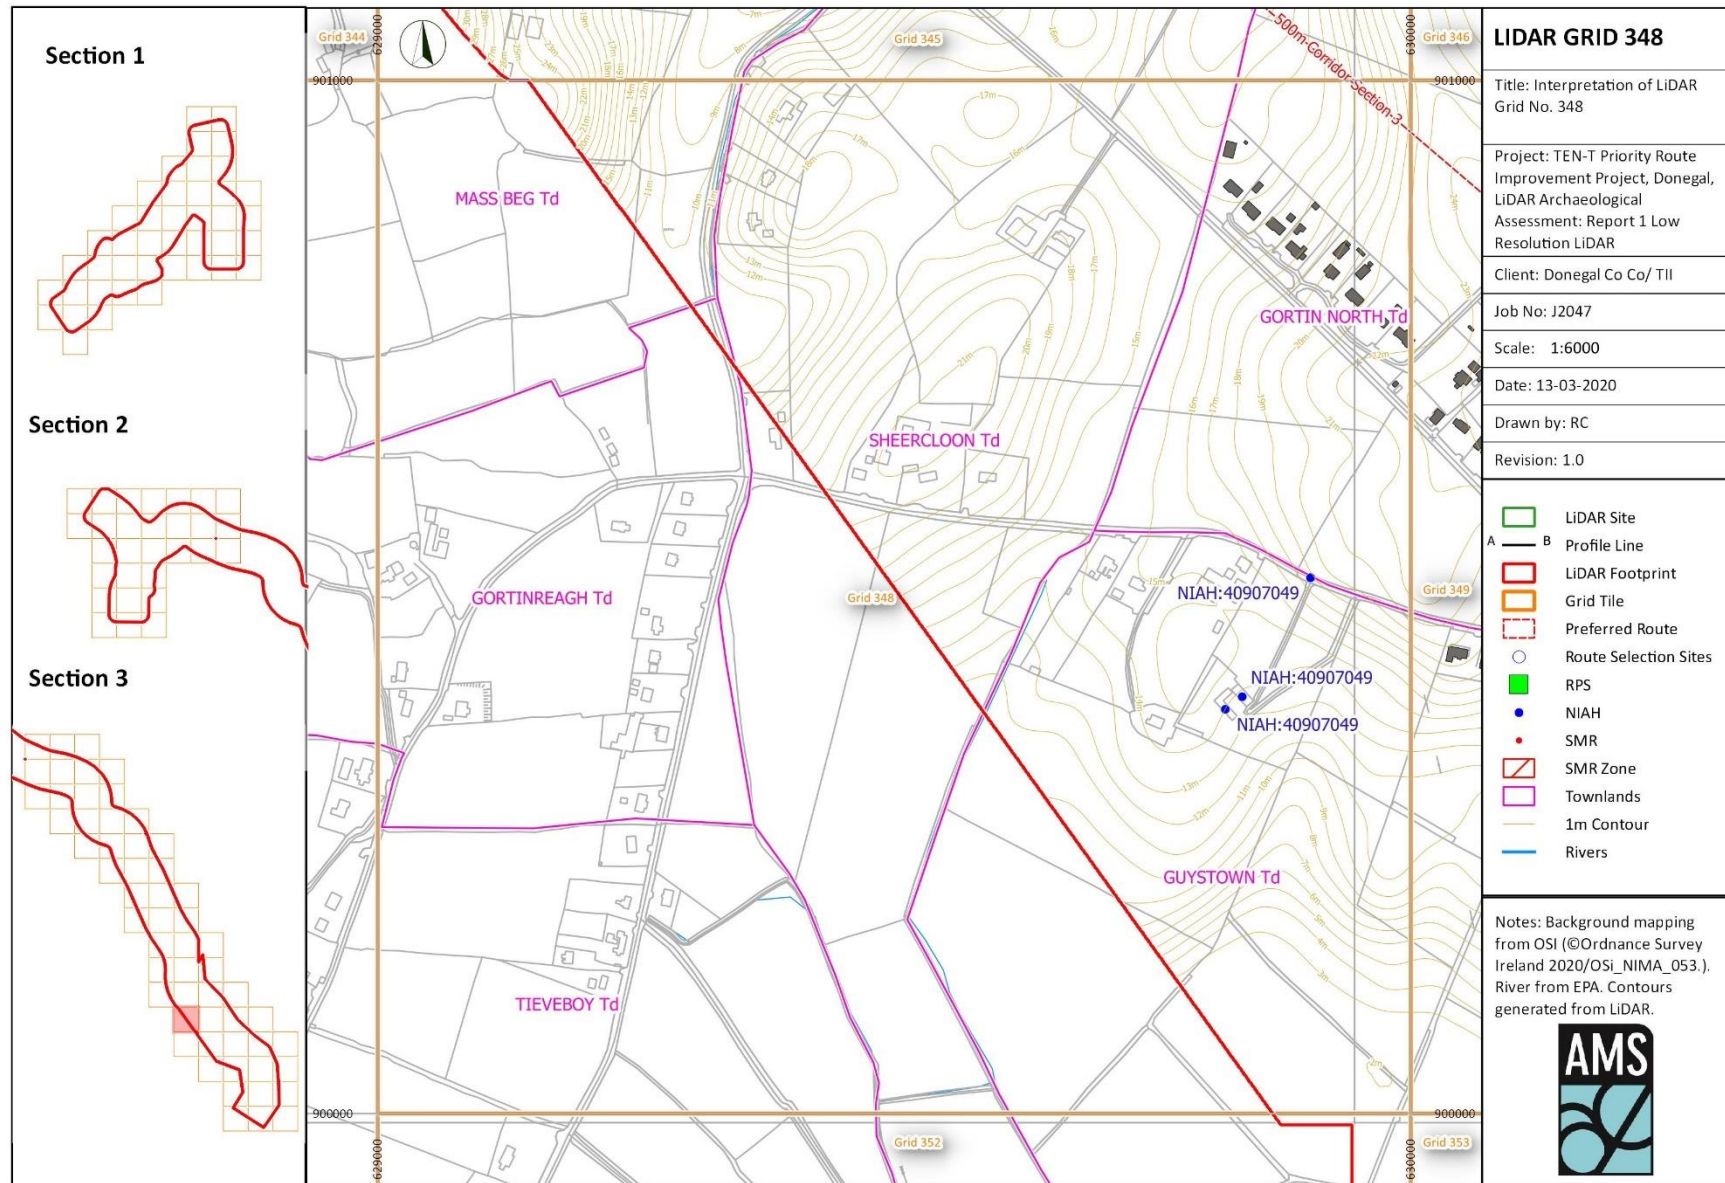 Section 1
Section 2
Section 3
Grid 344
629000
Grid 345
630000
Grid 346
901000
901000
500m-Corridor-Section-3
MASS BEG Td
GORTIN NORTH Td
SHEERCLOON Td
GORTINREAGH Td
Grid 348
NIAH:40907049
Grid 349
NIAH:40907049
NIAH:40907049
GUYSTOWN Td
TIEVEBOY Td
900000
900000
629000
Grid 352
630000
Grid 353
LIDAR GRID 348
Title: Interpretation of LiDAR
Grid No. 348
Project: TEN-T Priority Route
Improvement Project, Donegal,
LiDAR Archaeological
Assessment: Report 1 Low
Resolution LiDAR
Client: Donegal Co Co/ TII
Job No: J2047
Scale: 1:6000
Date: 13-03-2020
Drawn by: RC
Revision: 1.0
LiDAR Site
A B Profile Line
LiDAR Footprint
Grid Tile
Preferred Route
Route Selection Sites
RPS
NIAH
SMR
SMR Zone
Townlands
1m Contour
Rivers
Notes: Background mapping
from OSI (©Ordnance Survey
Ireland 2020/OSi_NIMA_053.).
River from EPA. Contours
generated from LiDAR.
AMS